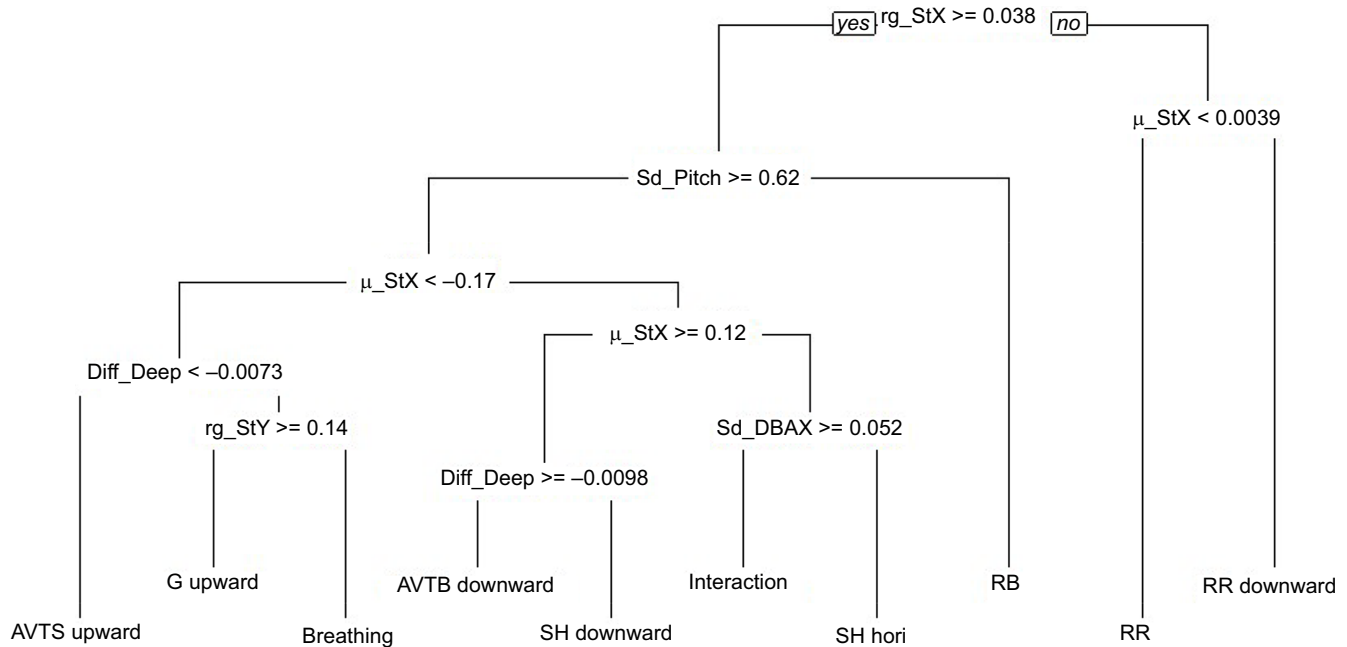 yes rg_StX >= 0.038 no
μ_StX < 0.0039
Sd_Pitch >= 0.62
μ_StX < –0.17
μ_StX >= 0.12
Diff_Deep < –0.0073
rg_StY >= 0.14
Sd_DBAX >= 0.052
Diff_Deep >= –0.0098
G upward
AVTB downward
Interaction
RB
RR downward
AVTS upward
Breathing
SH downward
SH hori
RR